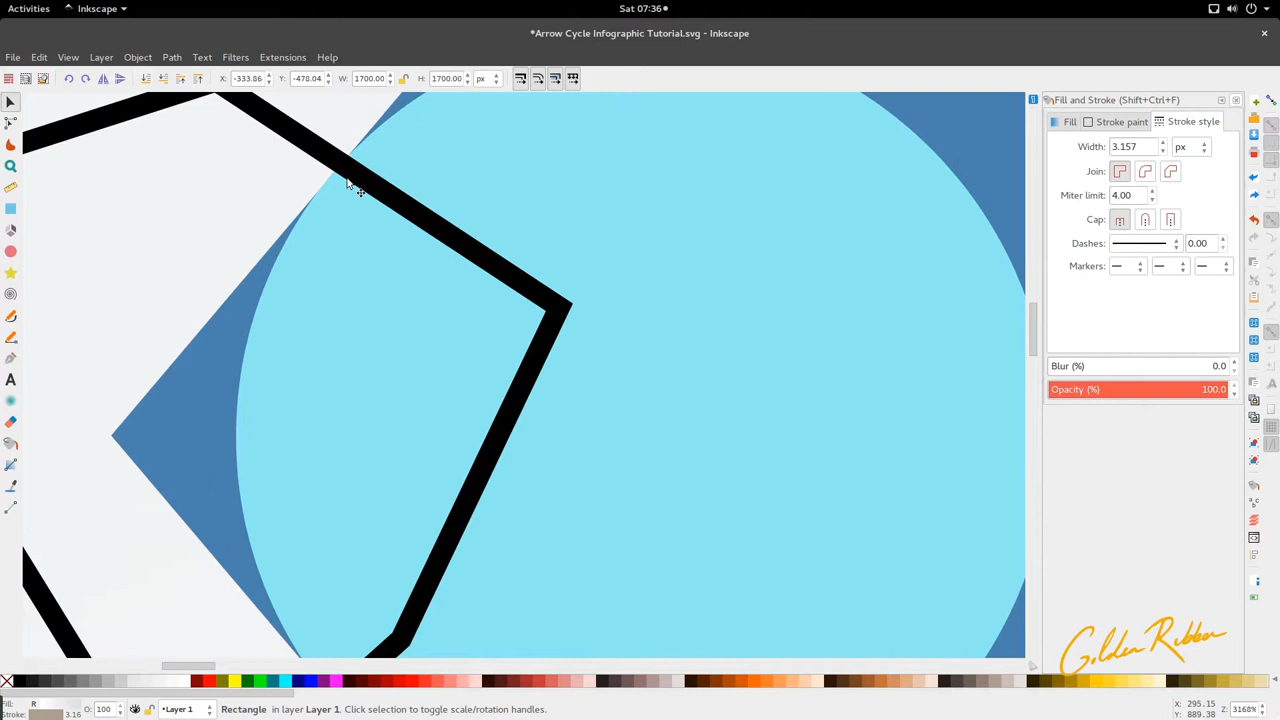 Activities
Inkscape
Sat 07:36
*Arrow Cycle Infographic Tutorial.svg - Inkscape
File Edit View Layer Object Path Text Filters Extensions Help
X: -333.86 Y: -478.04 W: 1700.00 H: 1700.00 px
Fill and Stroke (Shift+Ctrl+F)
Fill Stroke paint Stroke style
Width: 3.157 px
Join:
Miter limit: 4.00
Cap:
Dashes: 0.00
Markers:
Blur (%) 0.0
Opacity (%) 100.0
Golden Ribbon
Fill: R
Stroke: 3.16
O: 100
Layer 1
Rectangle in layer Layer 1. Click selection to toggle scale/rotation handles.
X: 295.15
Y: 889.38
Z: 3168%